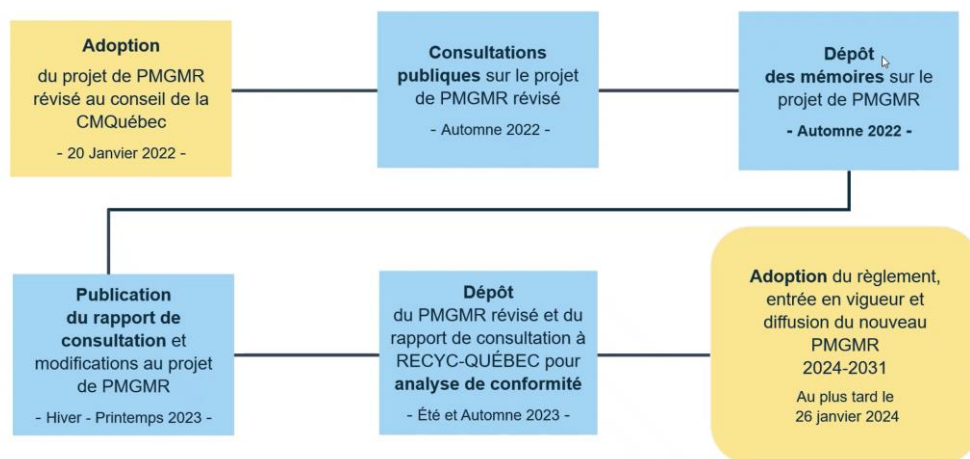 Adoption
du projet de PMGMR
révisé au conseil de la
CMQuébec
- 20 Janvier 2022 -
Consultations
publiques sur le projet
de PMGMR révisé
- Automne 2022 -
Dépôt
des mémoires sur le
projet de PMGMR
- Automne 2022 -
Publication
du rapport de
consultation et
modifications au projet
de PMGMR
- Hiver - Printemps 2023 -
Dépôt
du PMGMR révisé et du
rapport de consultation à
RECYC-QUÉBEC pour
analyse de conformité
- Été et Automne 2023 -
Adoption du règlement,
entrée en vigueur et
diffusion du nouveau
PMGMR
2024-2031
Au plus tard le
26 janvier 2024